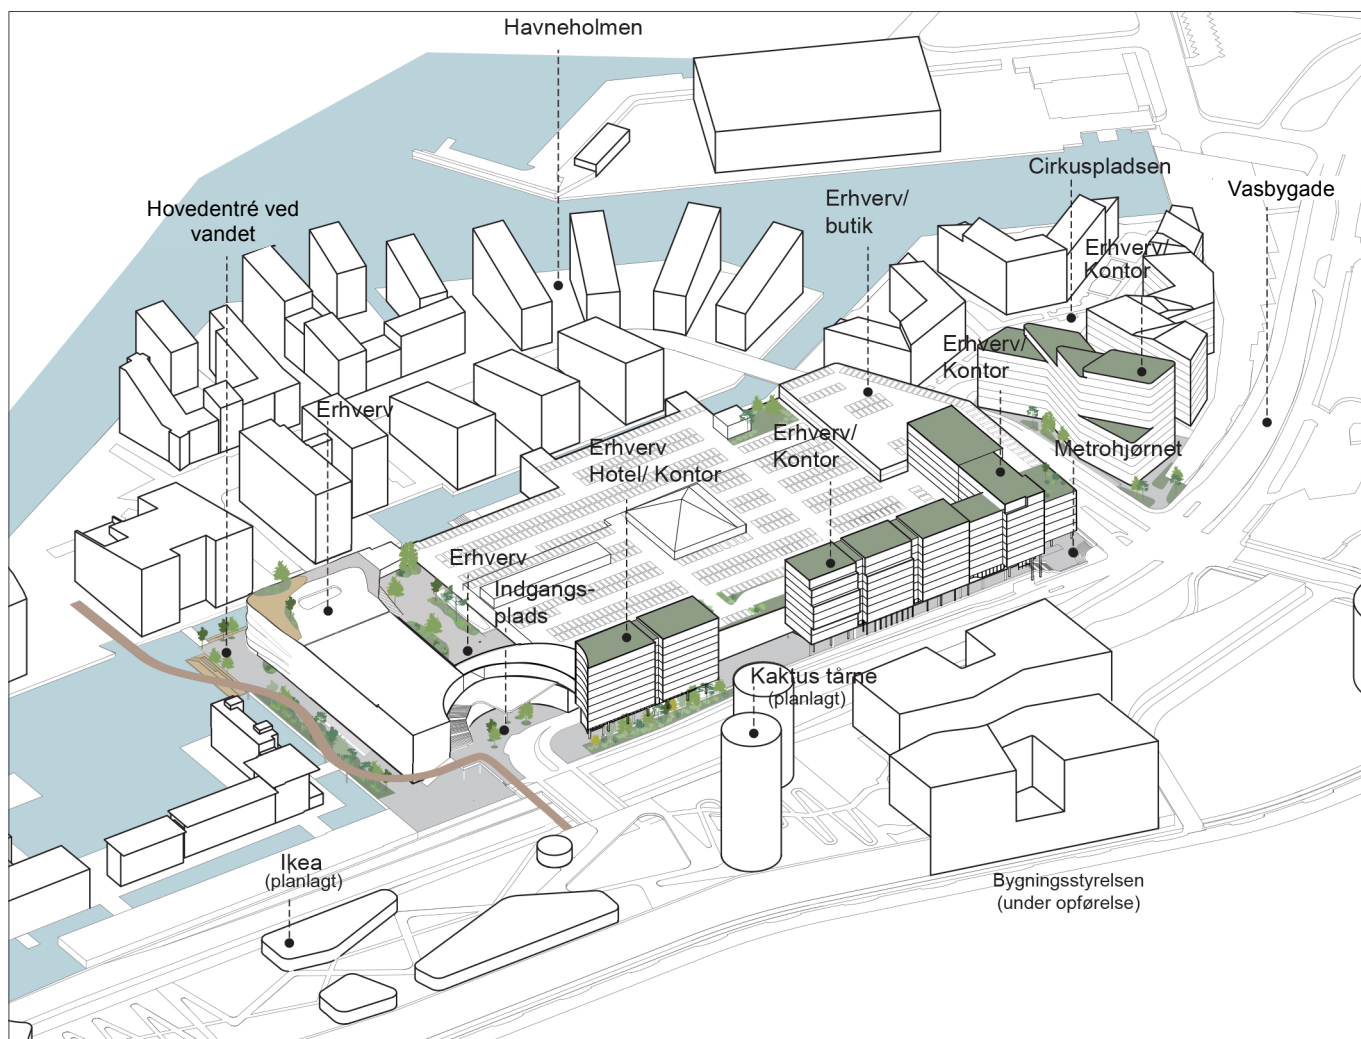 Havneholmen
Cirkuspladsen
Vasbygade
Hovedentré ved
vandet
Erhverv/
butik
Erhverv/
Kontor
Erhverv/
Kontor
Erhverv
Erhverv
Hotel/ Kontor
Erhverv/
Kontor
Metrohjørnet
Erhverv
Indgangs-
plads
Kaktus tårne
(planlagt)
Ikea
(planlagt)
Bygningsstyrelsen
(under opførelse)